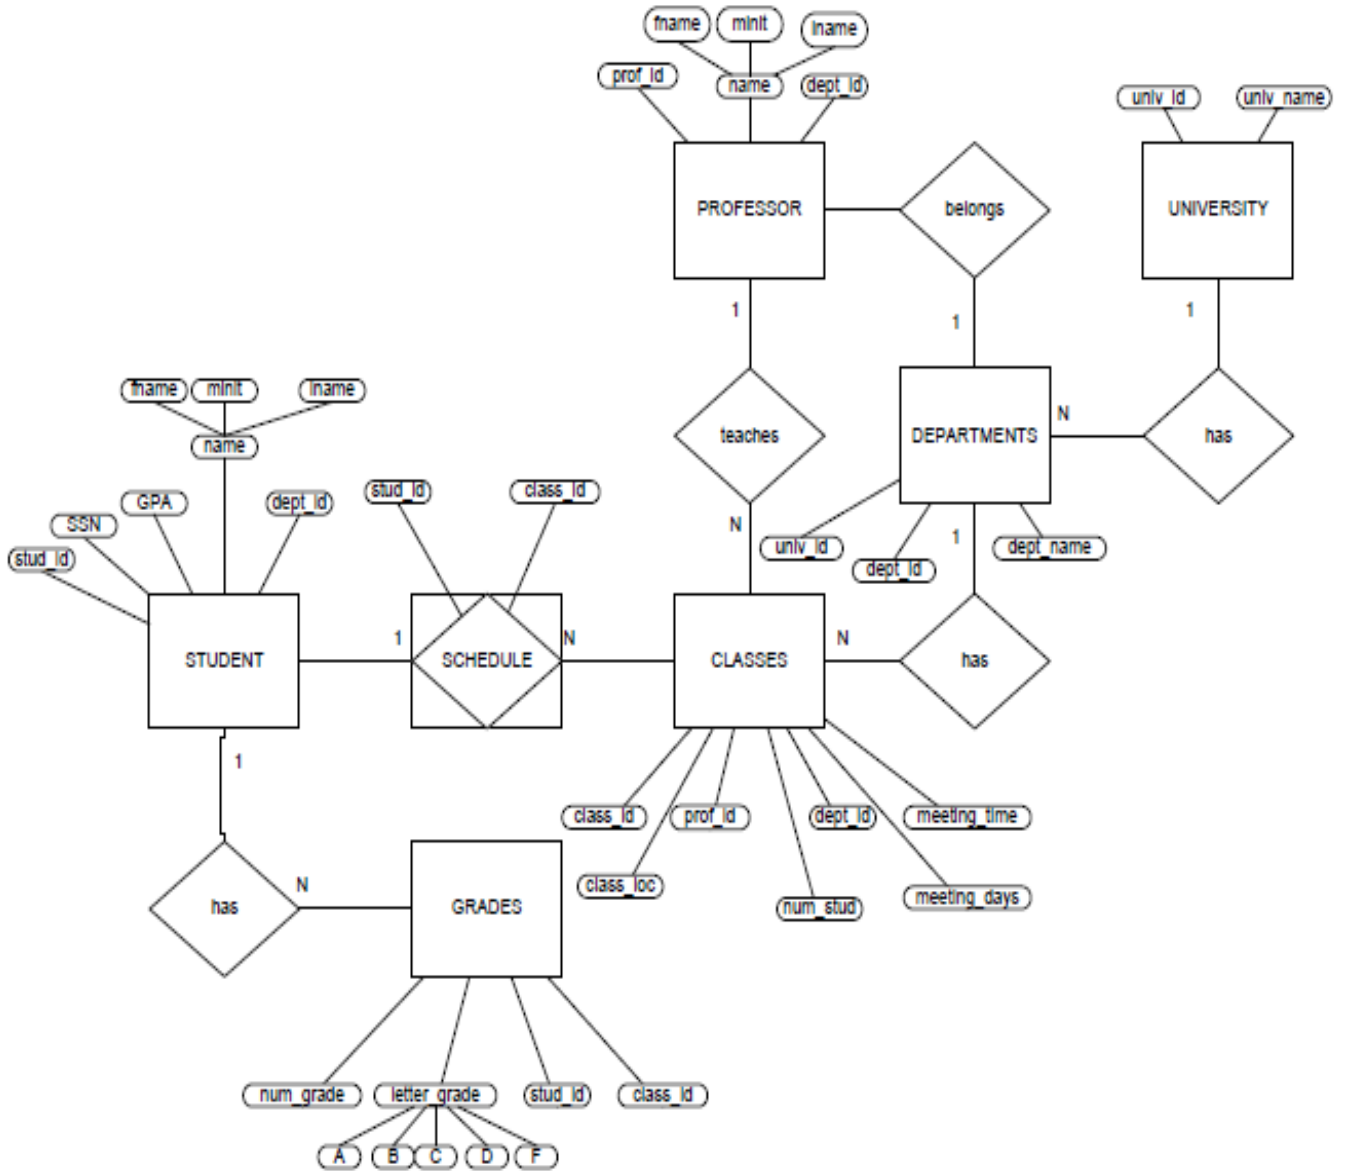 fname minit lname
prof_id name dept_id
univ_id univ_name
PROFESSOR belongs UNIVERSITY
1 1 1
fname minit lname
name
teaches DEPARTMENTS N has
stud_id class_id
SSN GPA dept_id
stud_id
N 1
univ_id dept_id dept_name
STUDENT 1 SCHEDULE N CLASSES N has
1
class_id prof_id dept_id meeting_time
class_loc num_stud meeting_days
has N GRADES
num_grade letter_grade stud_id class_id
A B C D F